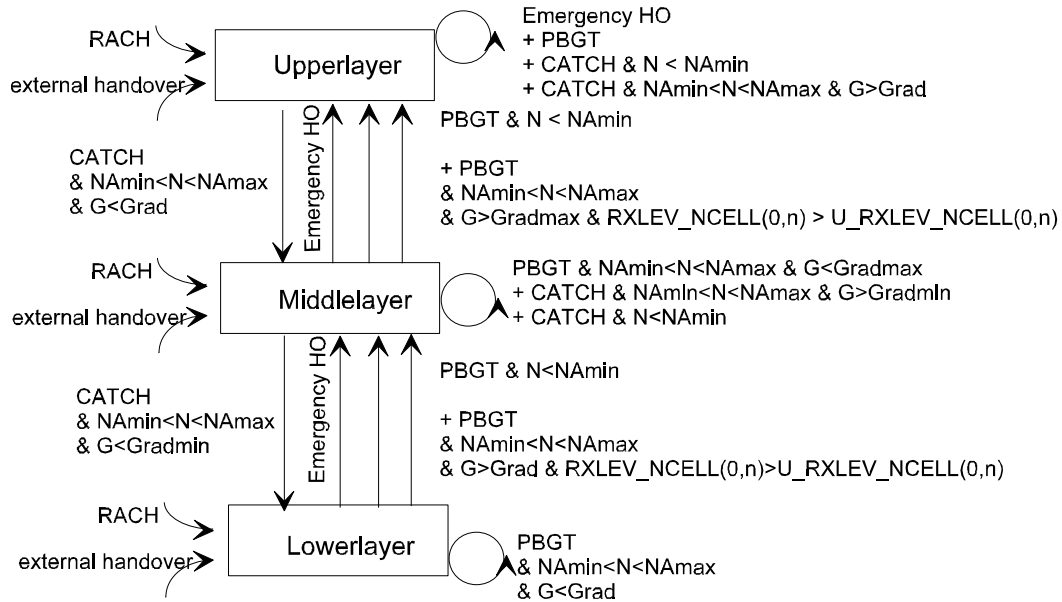 RACH
external handover
Upperlayer
Emergency HO
+ PBGT
+ CATCH & N < NAmin
+ CATCH & NAmin<N<NAmax & G>Grad
CATCH
& NAmin<N<NAmax
& G<Grad
Emergency HO
PBGT & N < NAmin
+ PBGT
& NAmin<N<NAmax
& G>Gradmax & RXLEV_NCELL(0,n) > U_RXLEV_NCELL(0,n)
RACH
external handover
Middlelayer
PBGT & NAmin<N<NAmax & G<Gradmax
+ CATCH & NAmIn<N<NAmax & G>GradmIn
+ CATCH & N<NAmin
CATCH
& NAmin<N<NAmax
& G<Gradmin
Emergency HO
PBGT & N<NAmin
+ PBGT
& NAmin<N<NAmax
& G>Grad & RXLEV_NCELL(0,n)>U_RXLEV_NCELL(0,n)
RACH
external handover
Lowerlayer
PBGT
& NAmin<N<NAmax
& G<Grad